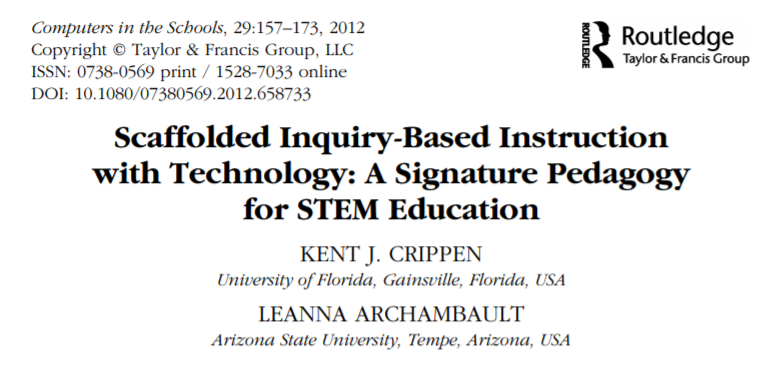 Computers in the Schools, 29:157–173, 2012
Copyright © Taylor & Francis Group, LLC
ISSN: 0738-0569 print / 1528-7033 online
DOI: 10.1080/07380569.2012.658733
ROUTLEDGE
Routledge
Taylor & Francis Group
Scaffolded Inquiry-Based Instruction
with Technology: A Signature Pedagogy
for STEM Education
KENT J. CRIPPEN
University of Florida, Gainsville, Florida, USA
LEANNA ARCHAMBAULT
Arizona State University, Tempe, Arizona, USA